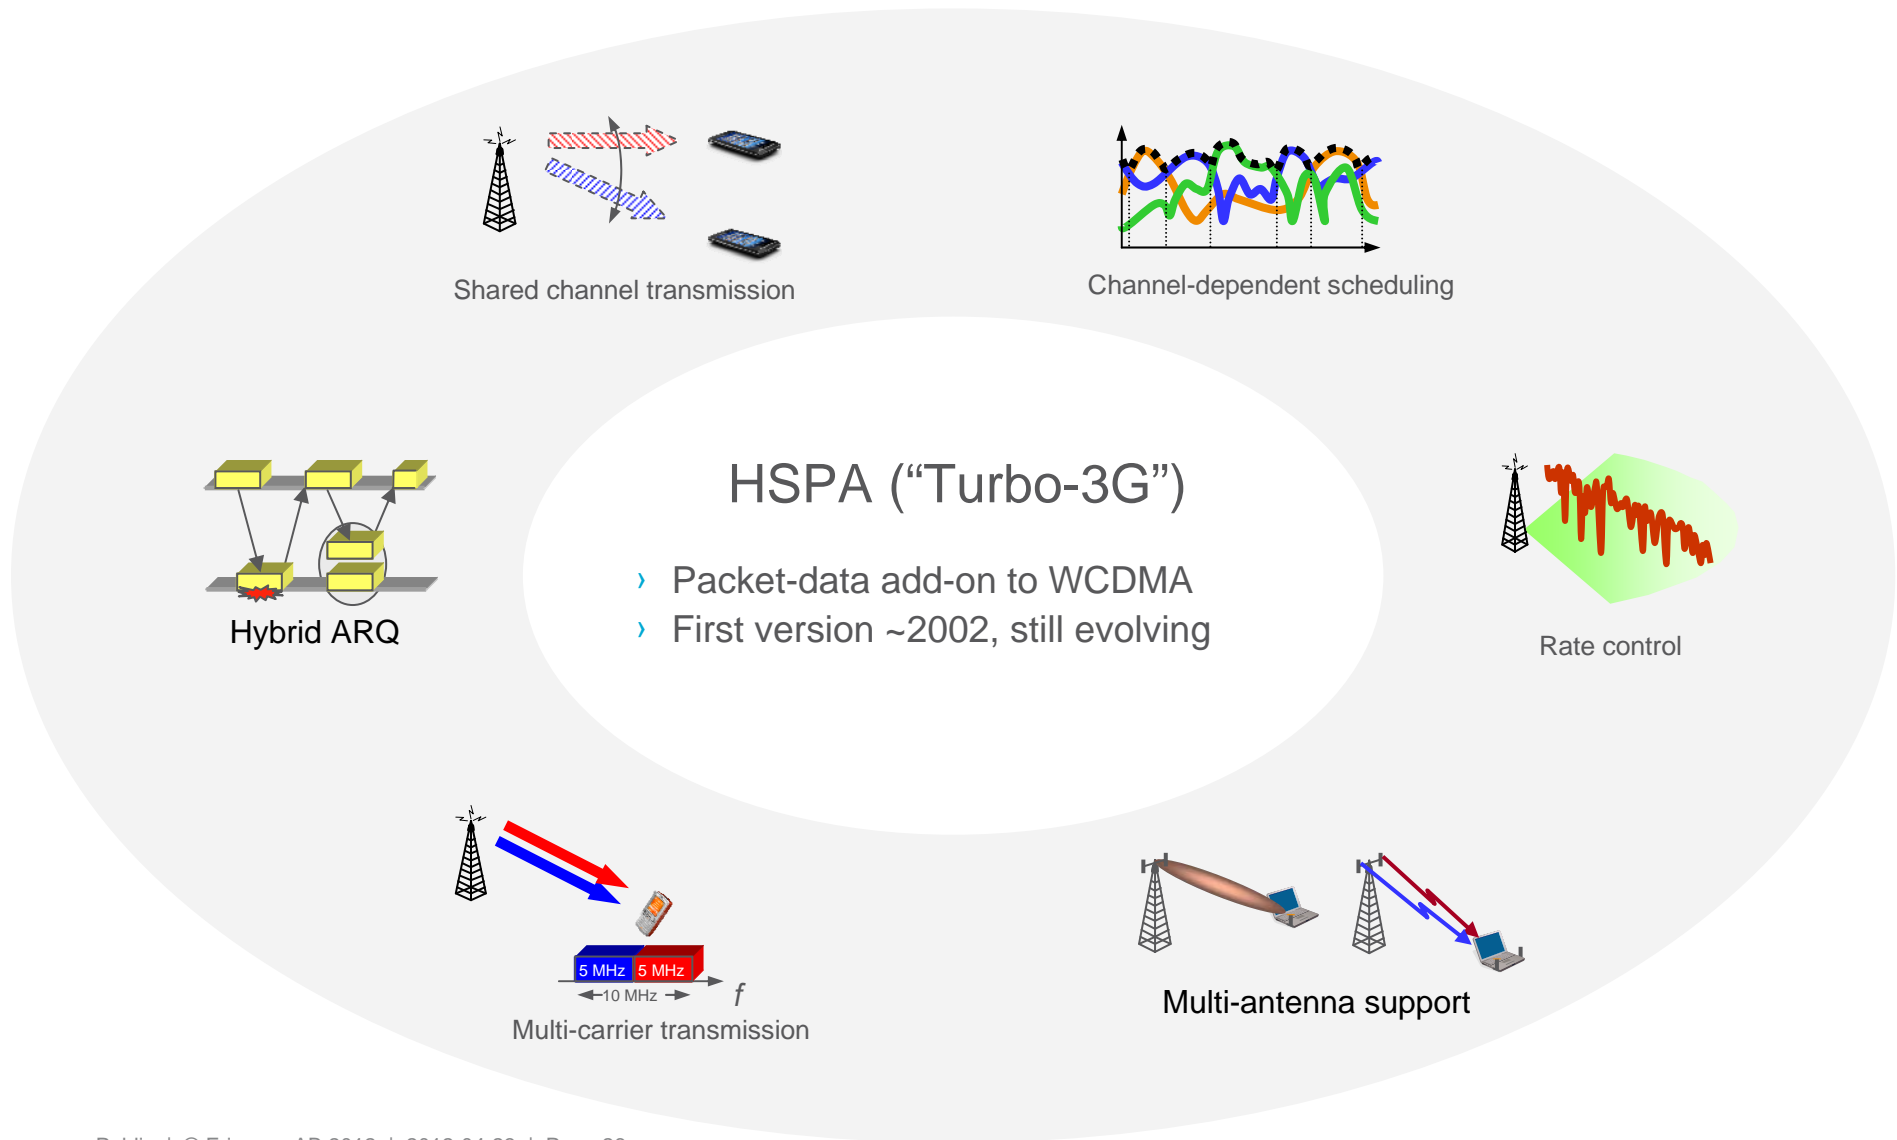 Shared channel transmission
Channel-dependent scheduling
HSPA (“Turbo-3G”)
› Packet-data add-on to WCDMA
› First version ~2002, still evolving
Hybrid ARQ
Rate control
5 MHz 5 MHz
10 MHz
f
Multi-carrier transmission
Multi-antenna support